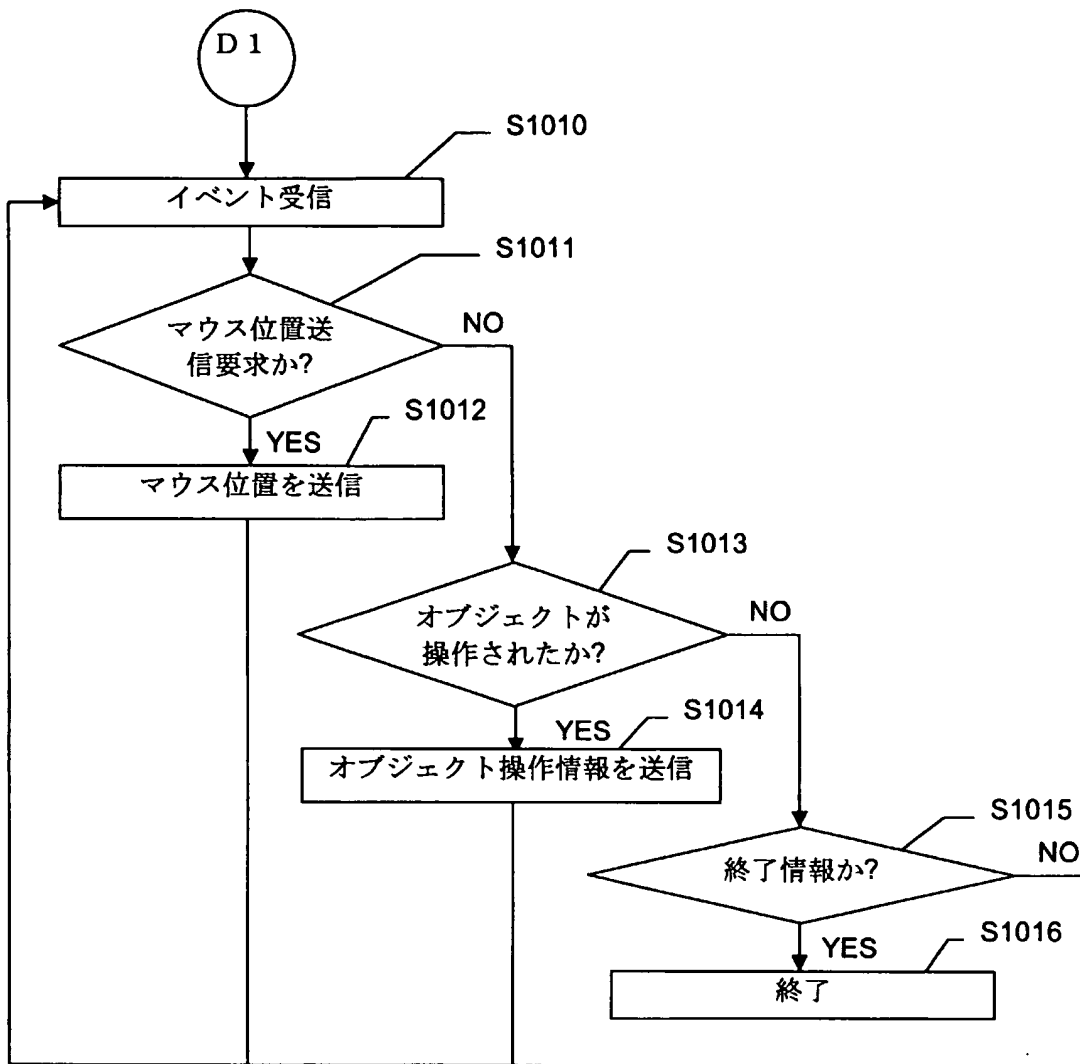 D 1
S1010
イベント受信
S1011
マウス位置送
信要求か?
NO
S1012
YES
マウス位置を送信
S1013
オブジェクトが
操作されたか?
NO
S1014
YES
オブジェクト操作情報を送信
S1015
終了情報か?
NO
S1016
YES
終了